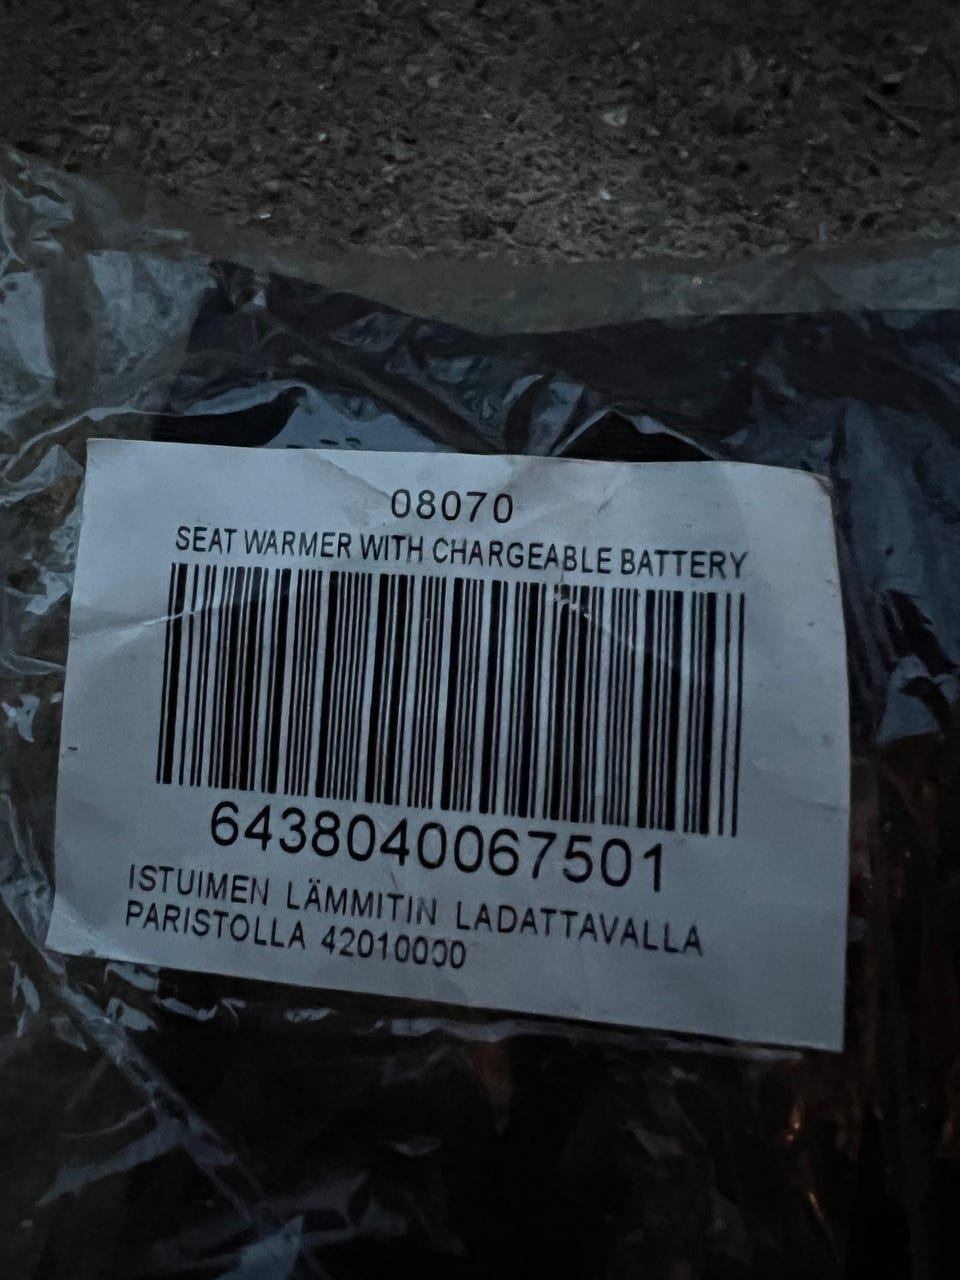 08070
SEAT WARMER WITH CHARGEABLE BATTERY
6438040067501
ISTUIMEN LÄMMITIN LADATTAVALLA
PARISTOLLA 42010000